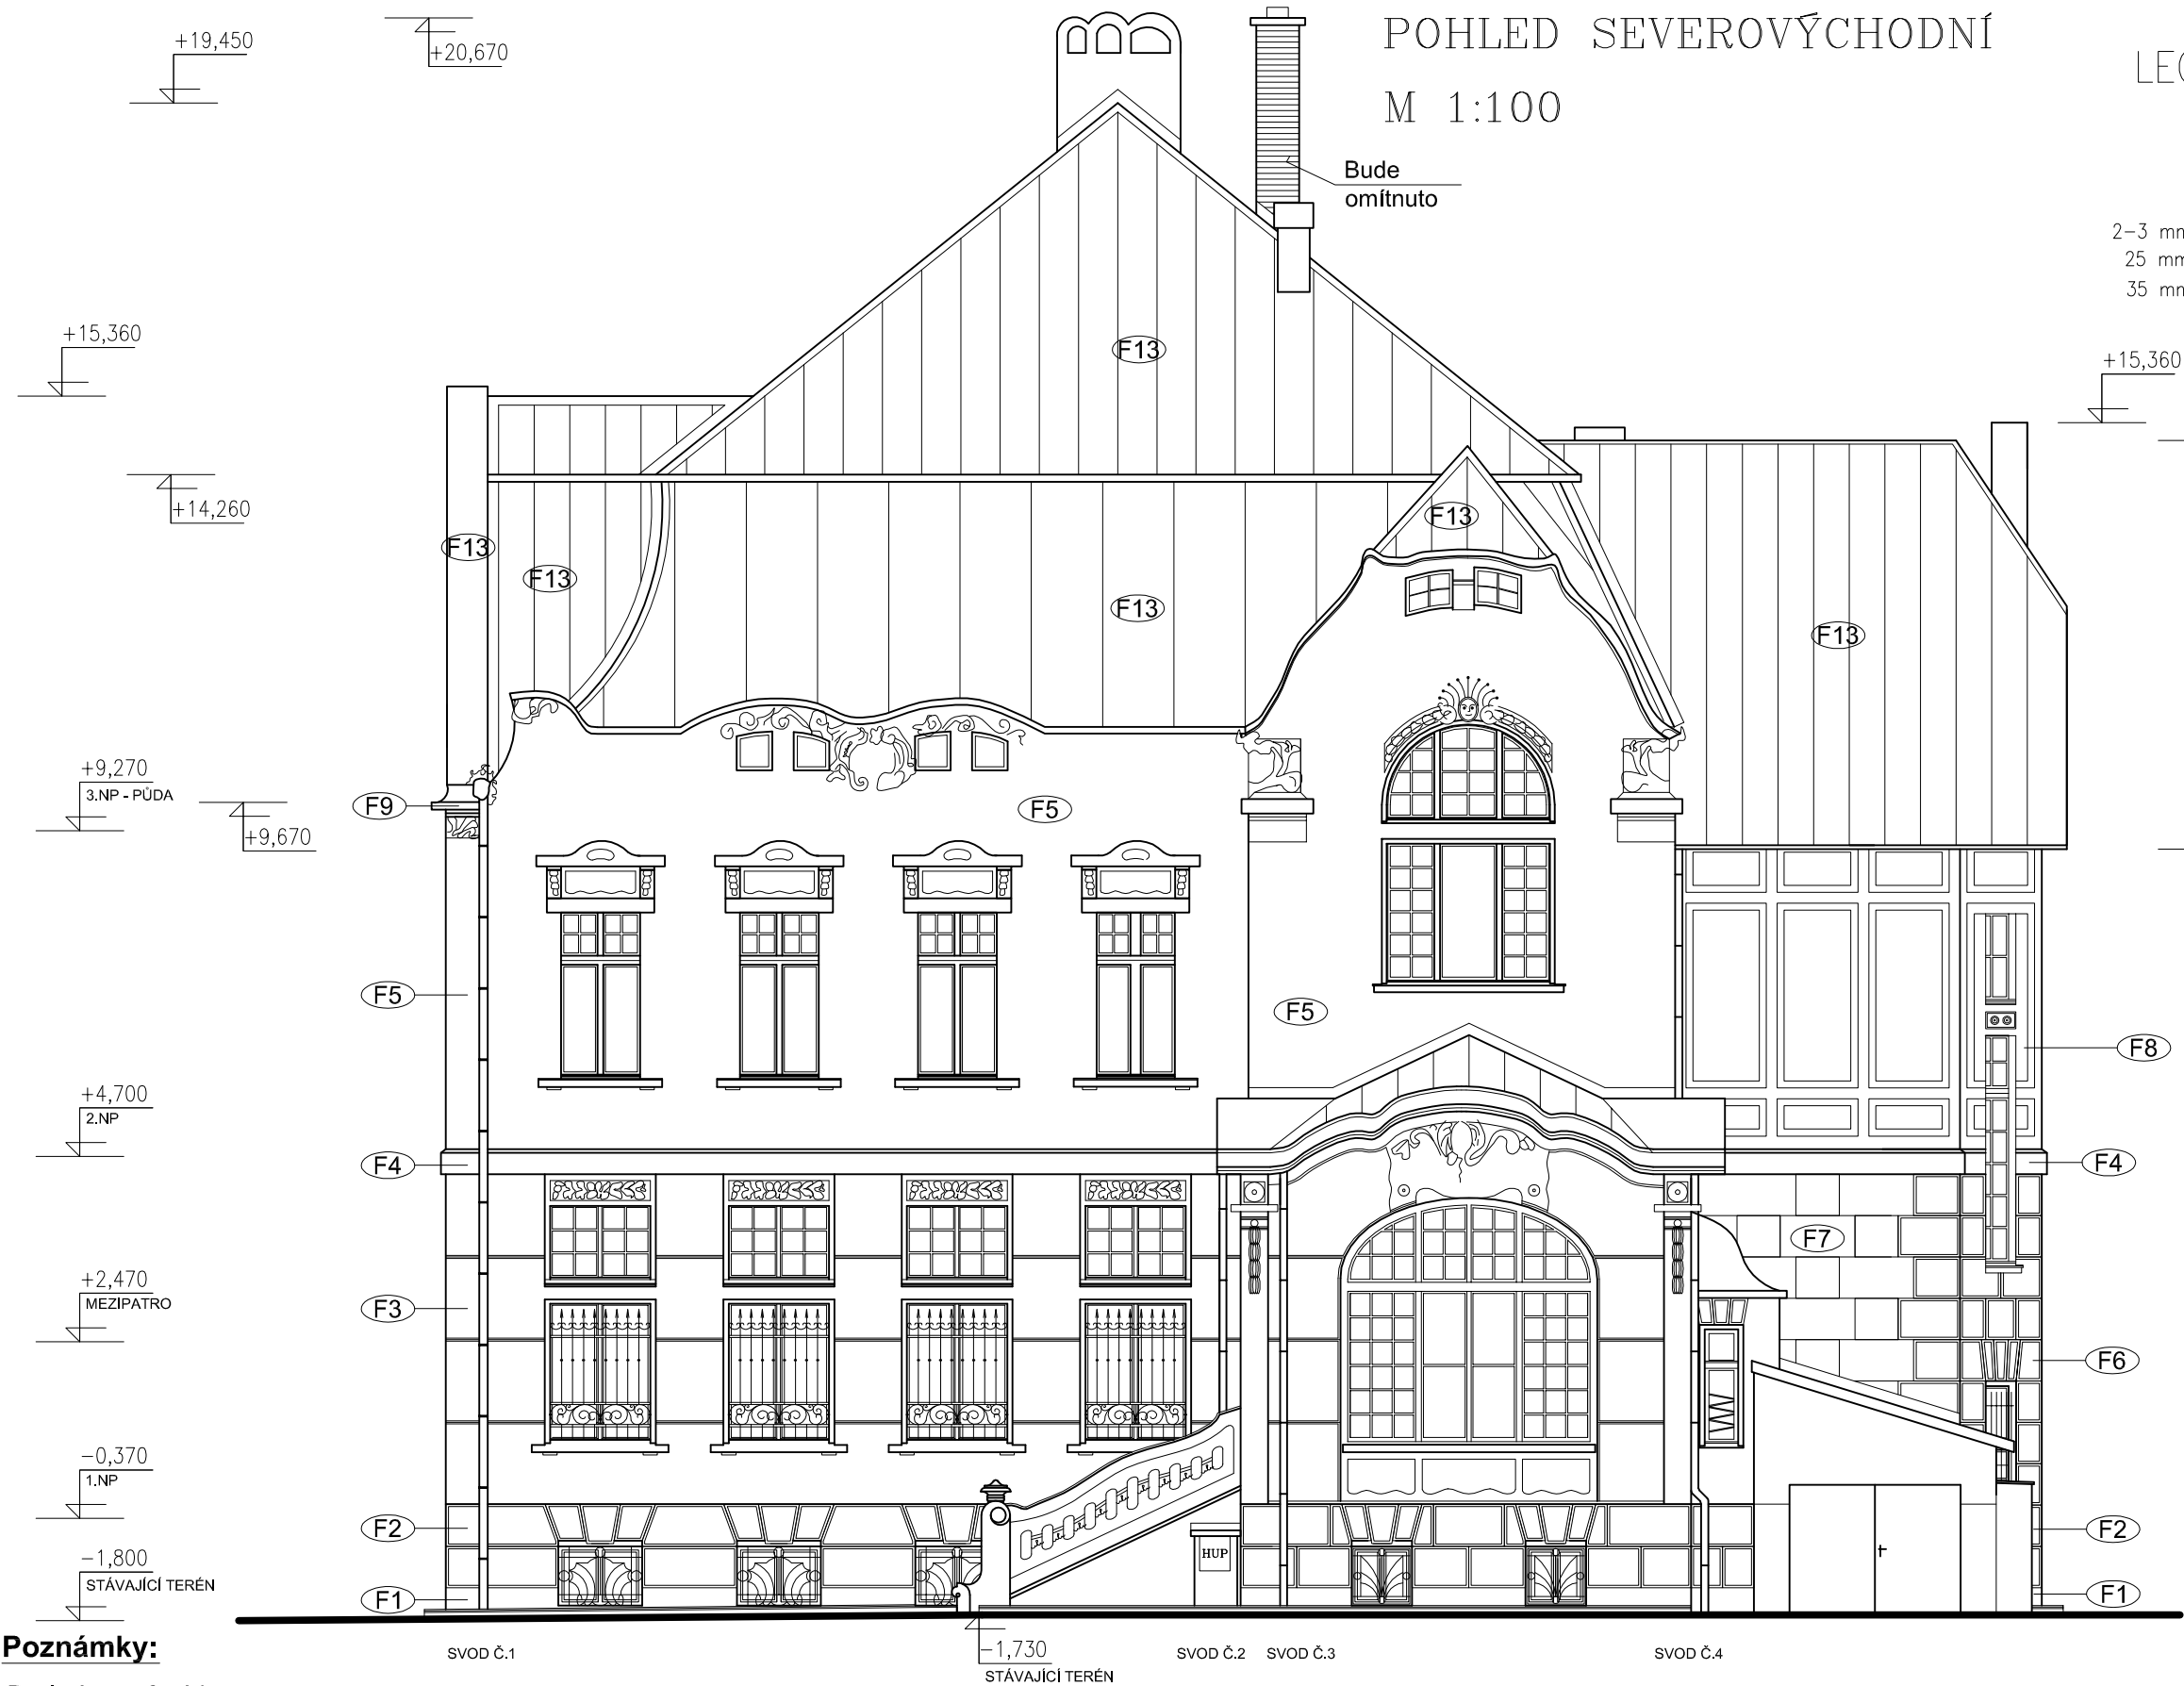 POHLED SEVEROVÝCHODNÍ
M 1:100
+19,450
+20,670
Bude
omítnuto
2-3
25
35
+15,360
+15,360
F13
+14,260
F13
F13
F13
F13
F13
+9,270
3.NP - PŮDA
+9,670
F9
F5
F5
F5
F8
+4,700
2.NP
F4
F4
F7
+2,470
MEZIPATRO
F3
F6
-0,370
1.NP
F2
F2
HUP
-1,800
STÁVAJÍCÍ TERÉN
F1
F1
Poznámky:
SVOD Č.1
-1,730
STÁVAJÍCÍ TERÉN
SVOD Č.2
SVOD Č.3
SVOD Č.4